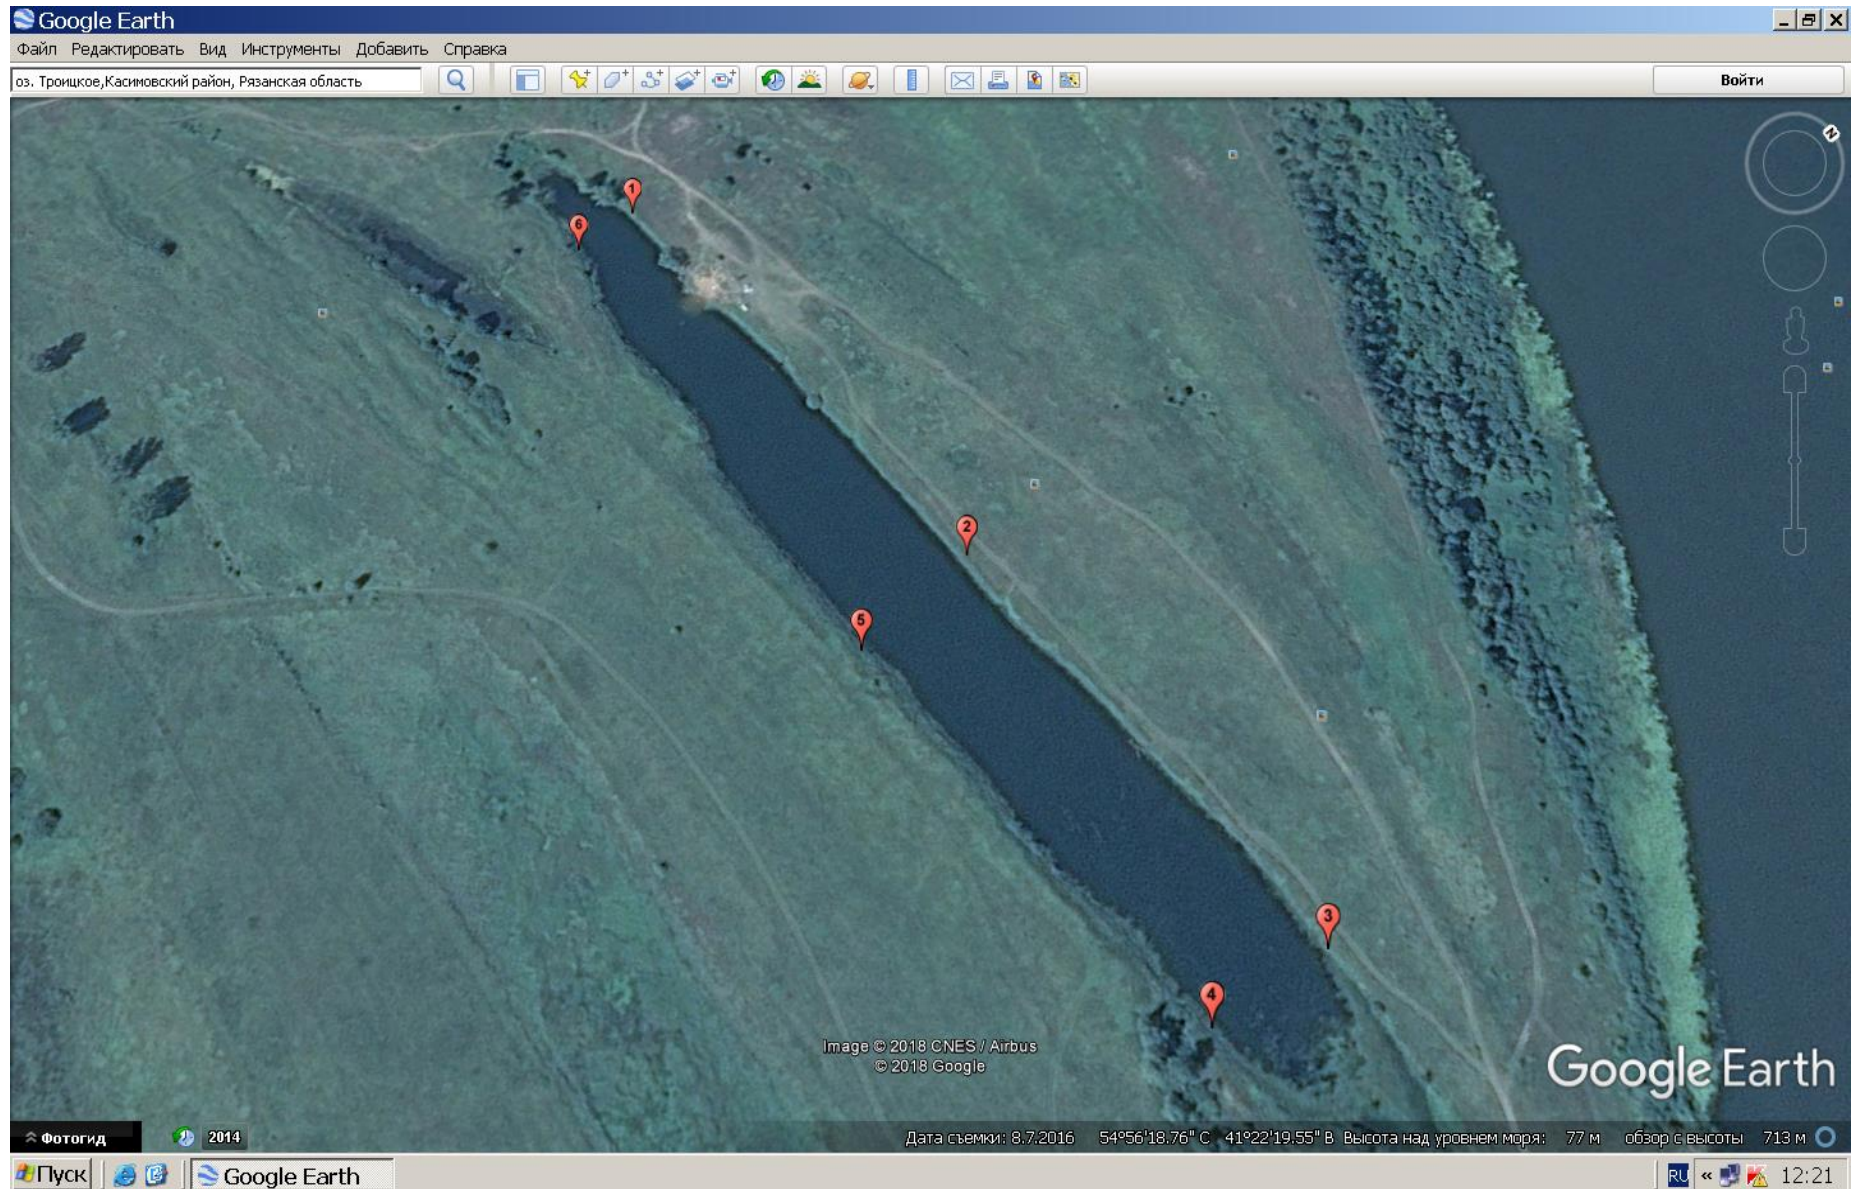 Google Earth
Файл Редактировать Вид Инструменты Добавить Справка
оз. Троицкое,Касимовский район, Рязанская область
Войти
N
1
6
2
5
3
4
Image © 2018 CNES / Airbus
© 2018 Google
Google Earth
Фотогид
2014
Дата съемки: 8.7.2016 54°56'18.76" С 41°22'19.55" В Высота над уровнем моря: 77 м обзор с высоты 713 м
Пуск
Google Earth
RU
«
12:21